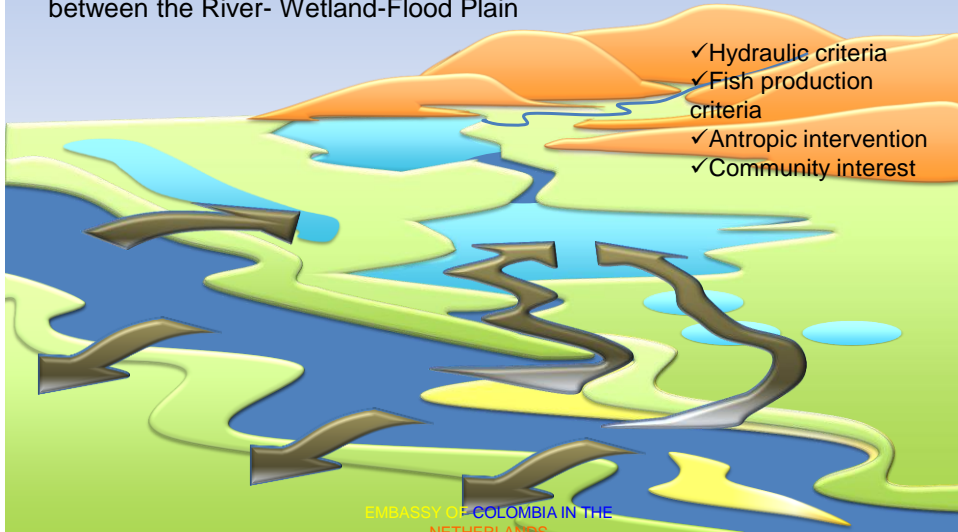 between the River- Wetland-Flood Plain
✓Hydraulic criteria
✓Fish production
criteria
✓Antropic intervention
✓Community interest
EMBASSY OF COLOMBIA IN THE
NETHERLANDS